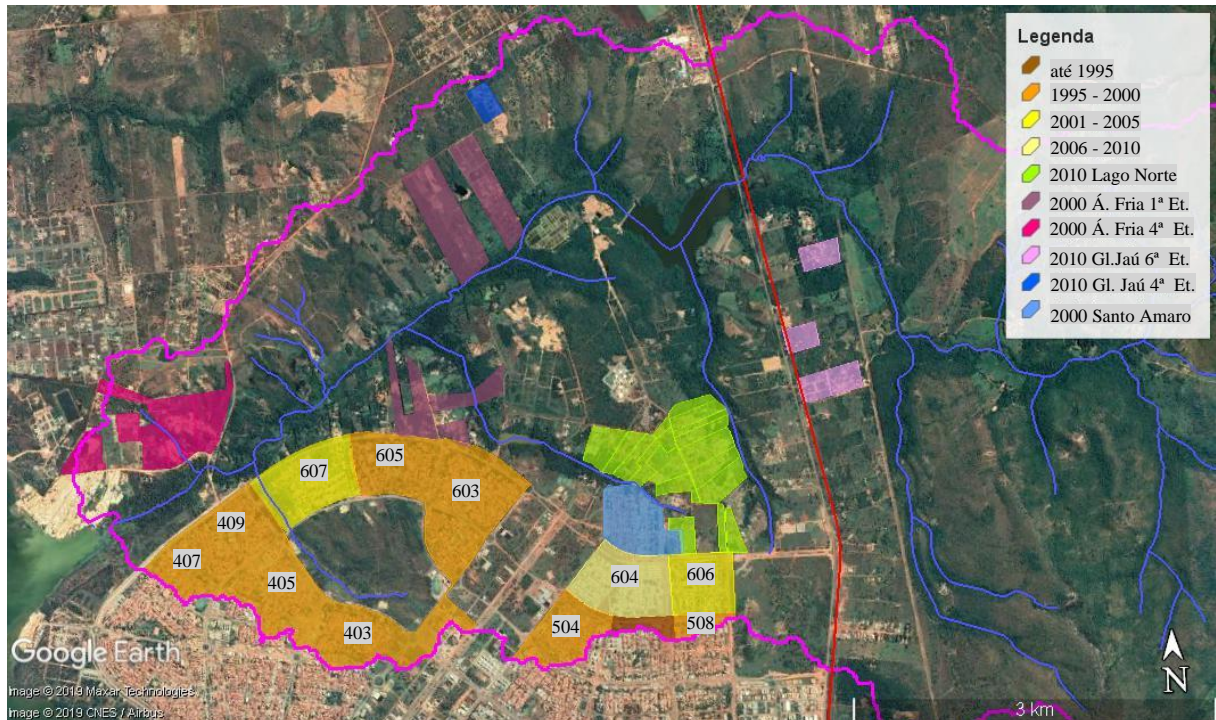 Legenda
até 1995
1995 - 2000
2001 - 2005
2006 - 2010
2010 Lago Norte
2000 Á. Fria 1ª Et.
2000 Á. Fria 4ª Et.
2010 Gl.Jaú 6ª Et.
2010 Gl. Jaú 4ª Et.
2000 Santo Amaro
605
607
603
409
407
405
604
606
403
504
508
Google Earth
Image © 2019 Maxar Technologies
Image © 2019 CNES / Airbus
N
3 km